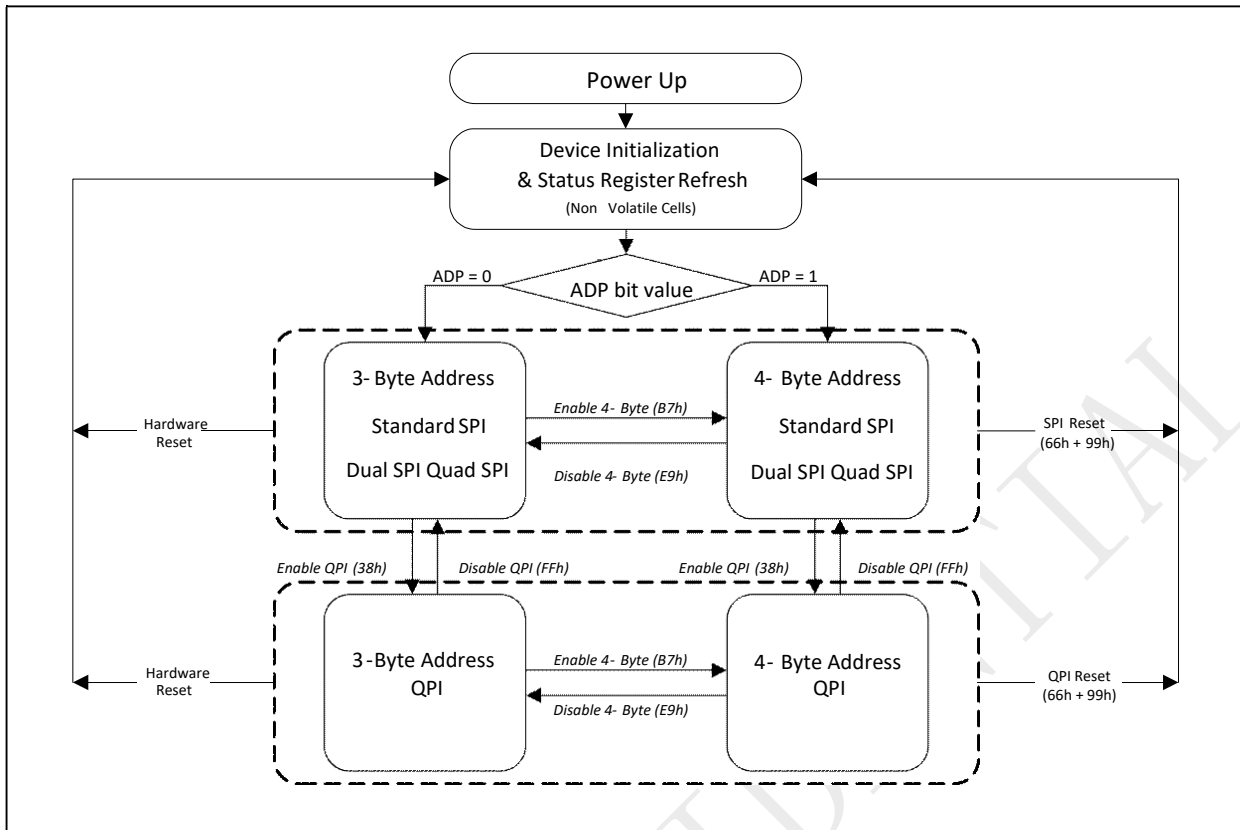 Power Up
Device Initialization
& Status Register Refresh
(Non Volatile Cells)
ADP = 0
ADP bit value
ADP = 1
3- Byte Address
Standard SPI
Dual SPI Quad SPI
Enable 4- Byte (B7h)
Disable 4- Byte (E9h)
4- Byte Address
Standard SPI
Dual SPI Quad SPI
Hardware
Reset
SPI Reset
(66h + 99h)
Enable QPI (38h)
Disable QPI (FFh)
Enable QPI (38h)
Disable QPI (FFh)
3-Byte Address
QPI
Enable 4- Byte (B7h)
Disable 4- Byte (E9h)
4- Byte Address
QPI
Hardware
Reset
QPI Reset
(66h + 99h)